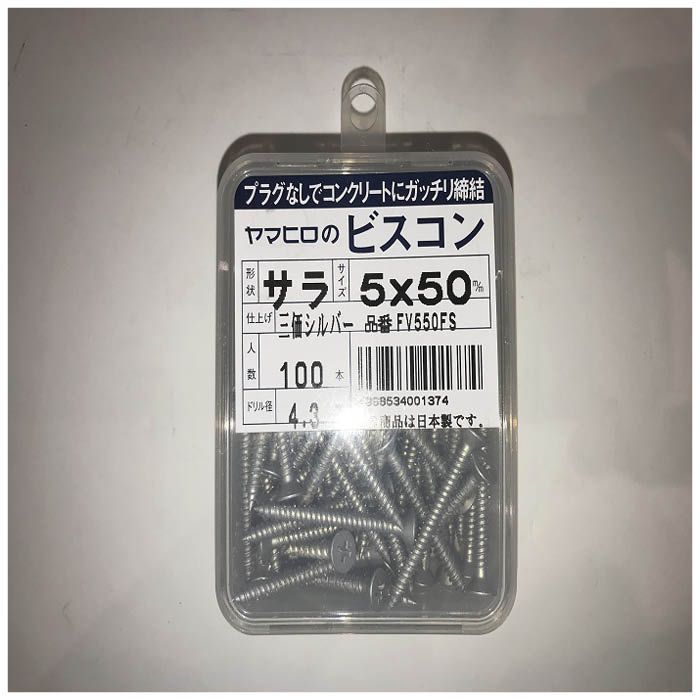 プラグなしでコンクリートにガッチリ締結
ヤマヒロの ビスコン
形状 サラ サイズ 5x50 m/m
仕上げ 三価シルバー 品番 FV550FS
入数 100 本
ドリル径 4.3
534001374
商品は日本製です。